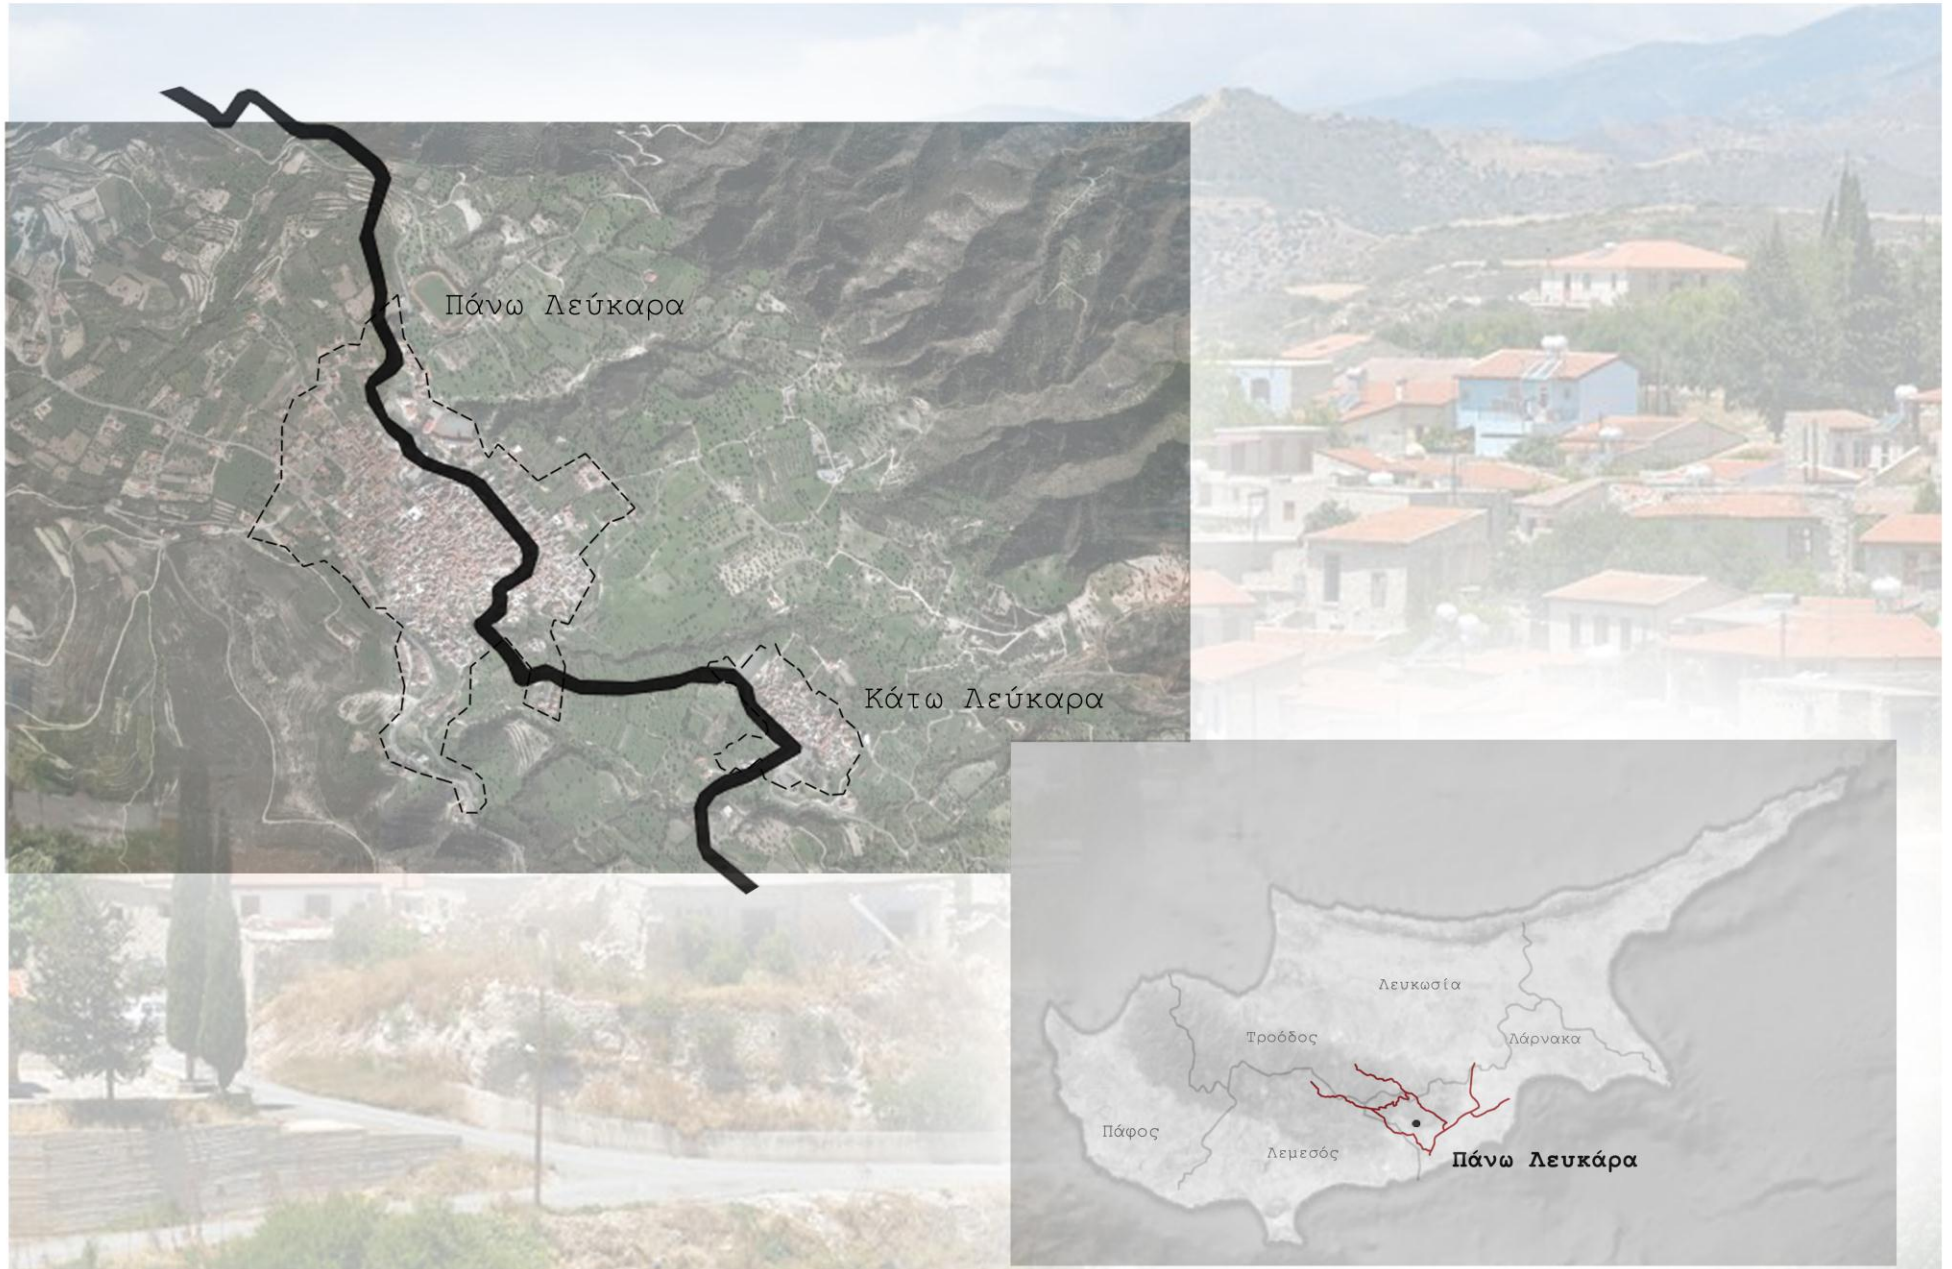 Πάνω Λεύκαρα
Κάτω Λεύκαρα
Λευκωσία
Τροόδος
Λάρνακα
Πάφος
Λεμεσός
Πάνω Λευκάρα